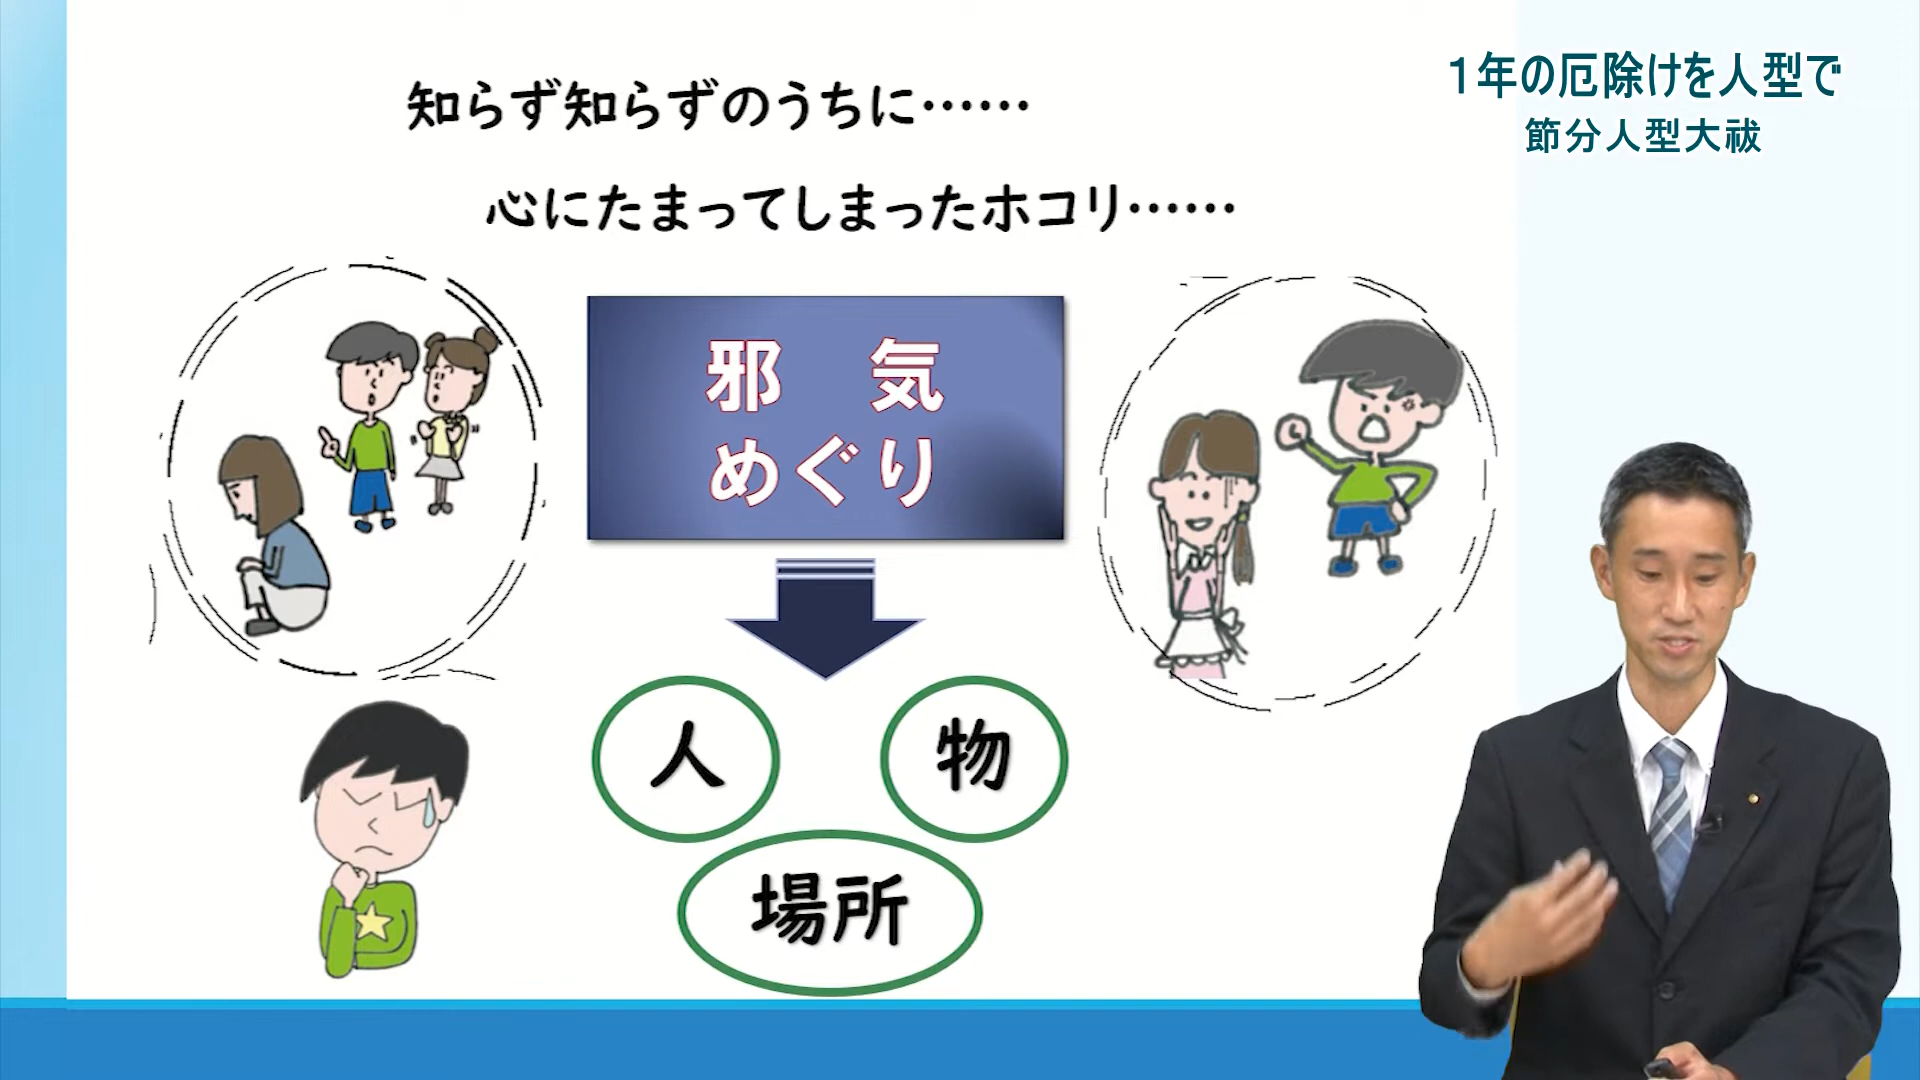 知らず知らずのうちに……
心にたまってしまったホコリ……
1年の厄除けを人型で
節分人型大祓
邪　気
めぐり
人
物
場所